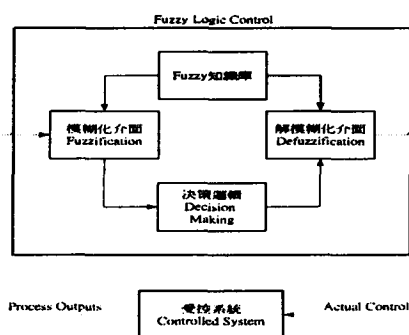 Fuzzy Logic Control
Fuzzy知識庫
模糊化介面
Fuzzification
解模糊化介面
Defuzzification
決策邏輯
Decision
Making
Process Outputs
受控系統
Controlled System
Actual Control